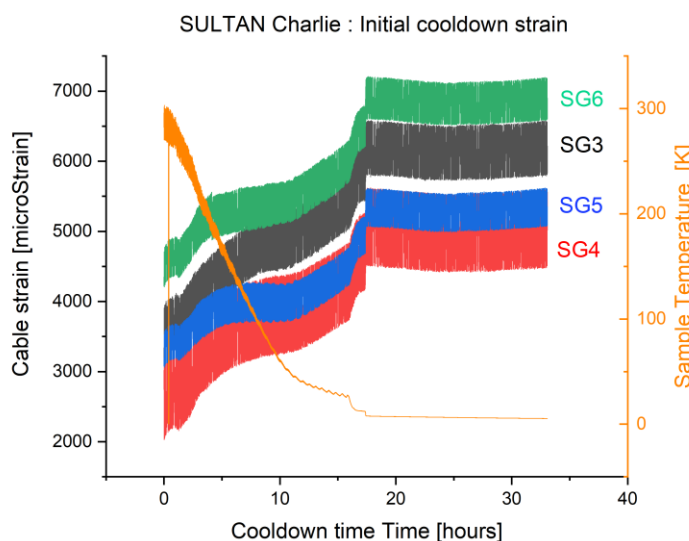 SULTAN Charlie : Initial cooldown strain
Cable strain [microStrain]
7000
6000
5000
4000
3000
2000
SG6
SG3
SG5
SG4
300
200
100
0
Sample Temperature [K]
0
10
20
30
40
Cooldown time Time [hours]